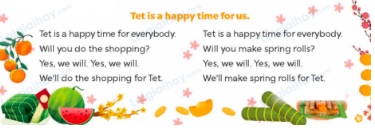 Tet is a happy time for us.
Tet is a happy time for everybody.
Will you do the shopping?
Yes, we will. Yes, we will.
We'll do the shopping for Tet.
Tet is a happy time for everybody.
Will you make spring rolls?
Yes, we will. Yes, we will.
We'll make spring rolls for Tet.